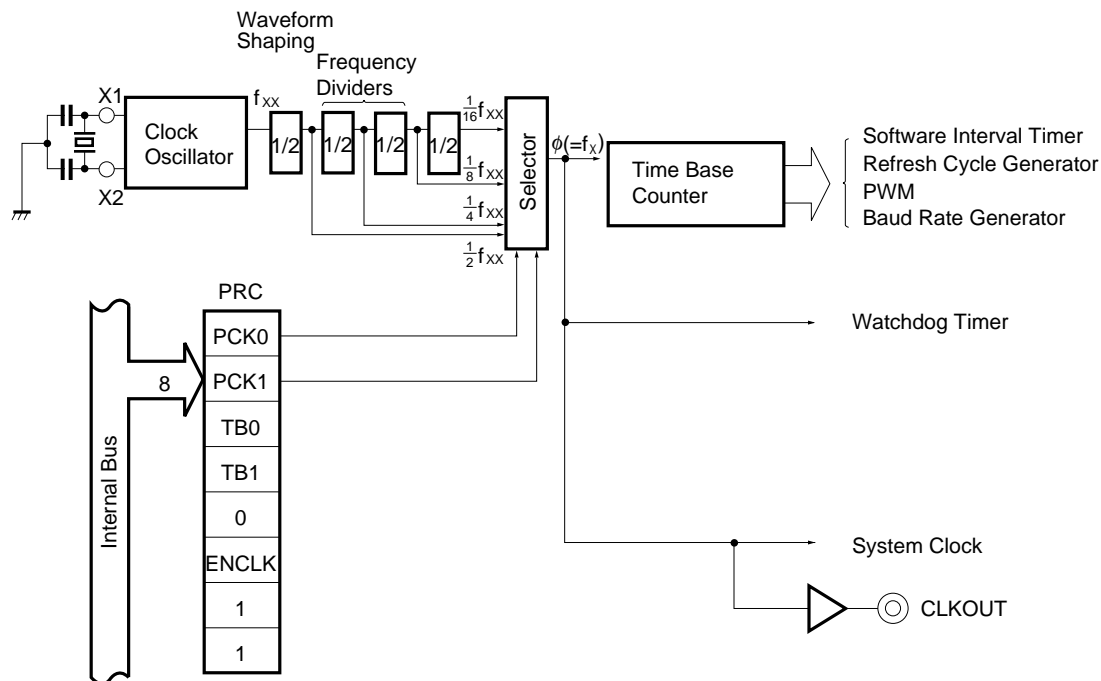 Waveform
Shaping
Frequency
Dividers
X1
X2
Clock
Oscillator
fXX
1/2
1/2
1/2
1/2
1/16 fXX
1/8 fXX
1/4 fXX
1/2 fXX
Selector
ϕ(=fX)
Time Base
Counter
Software Interval Timer
Refresh Cycle Generator
PWM
Baud Rate Generator
PRC
Internal Bus
8
PCK0
PCK1
TB0
TB1
0
ENCLK
1
1
Watchdog Timer
System Clock
CLKOUT